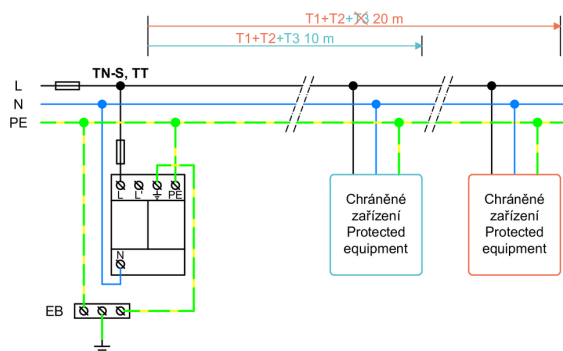 T1+T2+T3 20 m
T1+T2+T3 10 m
TN-S, TT
L
N
PE
L L' PE
N
EB
Chráněné
zařízení
Protected
equipment
Chráněné
zařízení
Protected
equipment